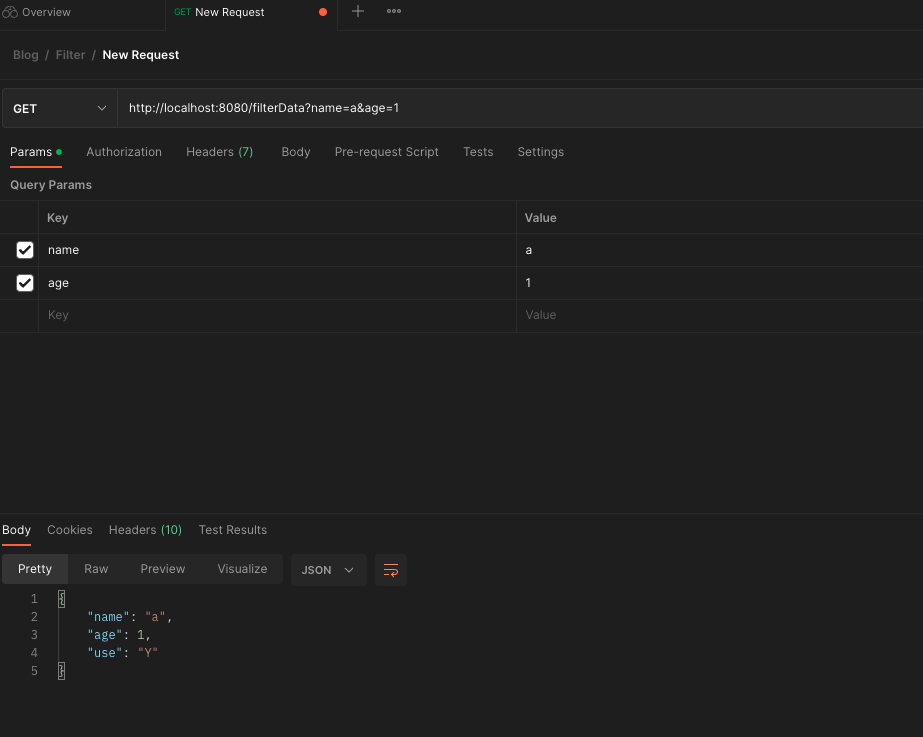 Overview GET New Request
Blog / Filter / New Request
GET http://localhost:8080/filterData?name=a&age=1
Params Authorization Headers (7) Body Pre-request Script Tests Settings
Query Params
Key Value
name a
age 1
Key Value
Body Cookies Headers (10) Test Results
Pretty Raw Preview Visualize JSON
1 {
2 "name": "a",
3 "age": 1,
4 "use": "Y"
5 }